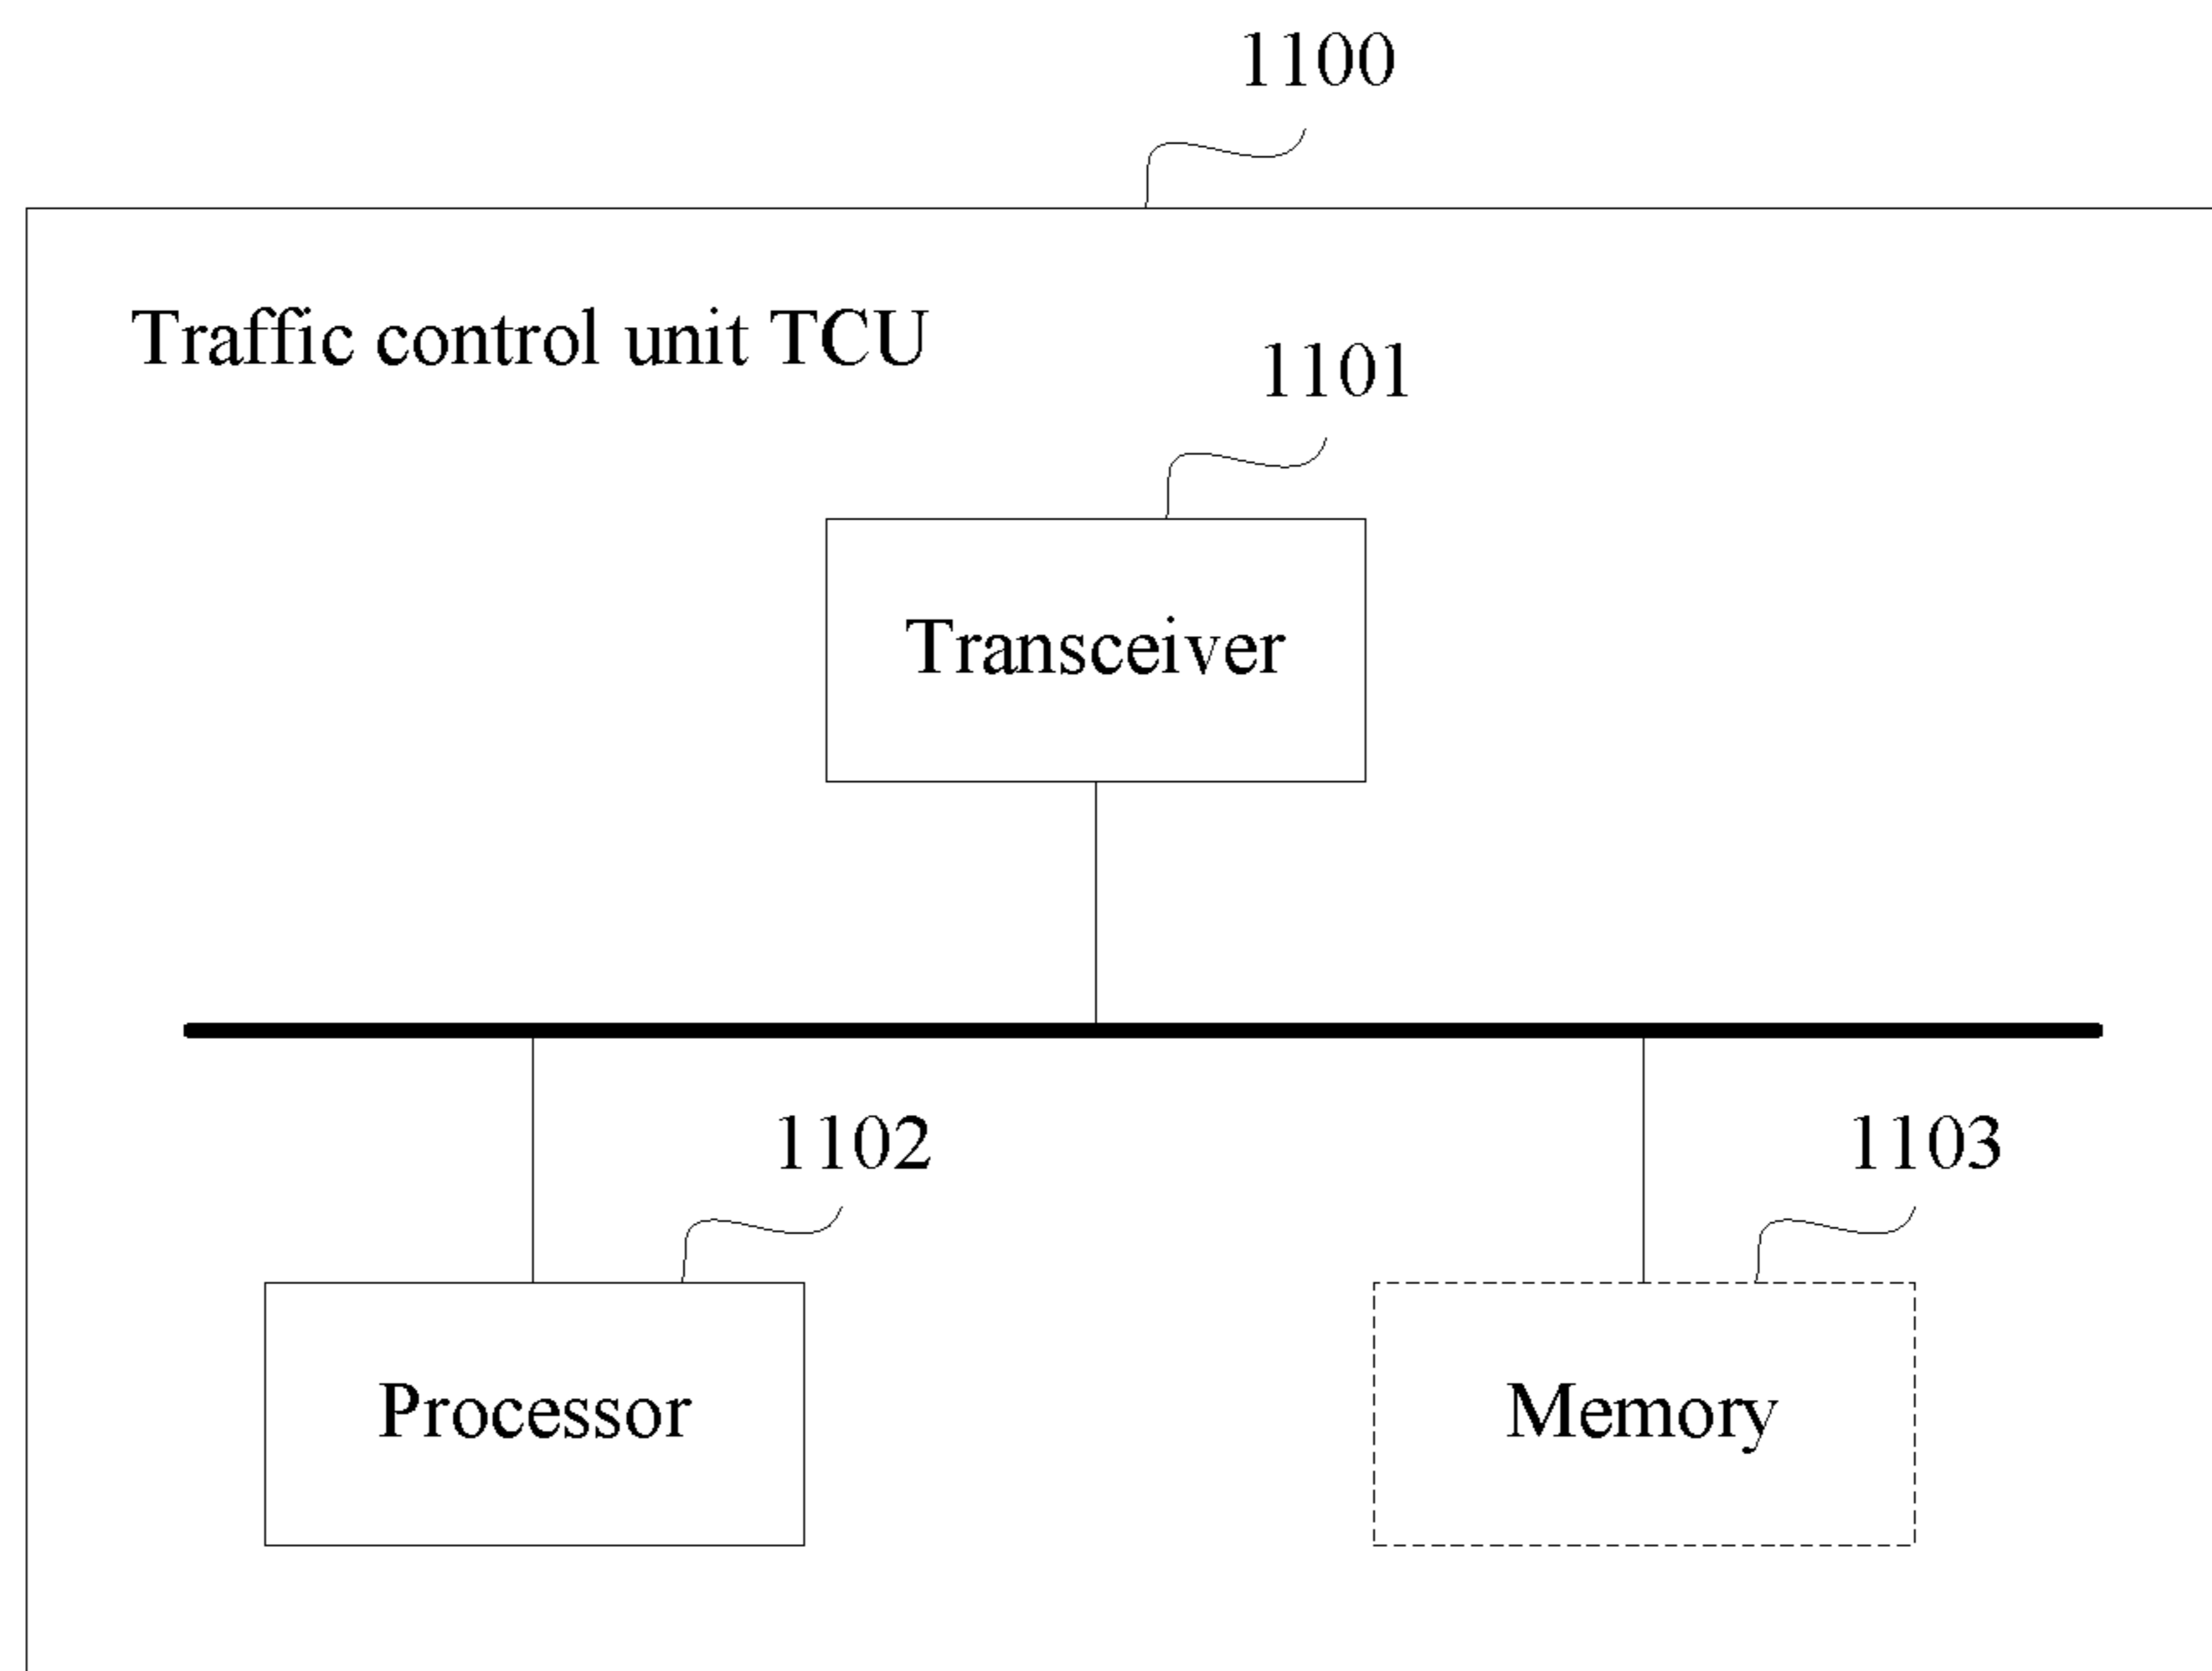 1100
Traffic control unit TCU
1101
Transceiver
1102
1103
Processor
Memory